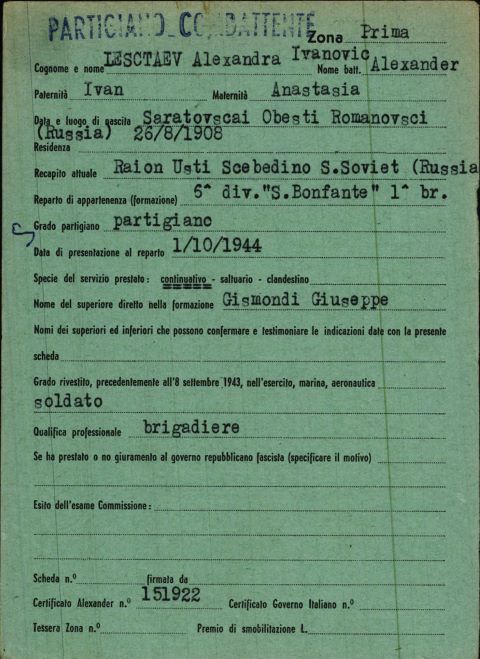 PARTIGIANO COMBATTENTE Zona Prima
Cognome e nome LESCTAEV Alexandra Ivanovic Nome batt. Alexander
Paternità Ivan Maternità Anastasia
Data e luogo di nascita Saratovscai Obesti Romanovsci
(Russia) 26/8/1908
Residenza
Recapito attuale Raion Usti Scebedino S.Soviet (Russia
Reparto di appartenenza (formazione) 6^ div."S.Bonfante" 1^ br.
Grado partigiano partigiano
Data di presentazione al reparto 1/10/1944
Specie del servizio prestato: continuativo - saltuario - clandestino
Nome del superiore diretto nella formazione Gismondi Giuseppe
Nomi dei superiori ed inferiori che possono confermare e testimoniare le indicazioni date con la presente
scheda
Grado rivestito, precedentemente all'8 settembre 1943, nell'esercito, marina, aeronautica
soldato
Qualifica professionale brigadiere
Se ha prestato o no giuramento al governo repubblicano fascista (specificare il motivo)
Esito dell'esame Commissione:
Scheda n.° firmata da
Certificato Alexander n.° 151922 Certificato Governo Italiano n.°
Tessera Zona n.° Premio di smobilitazione L.